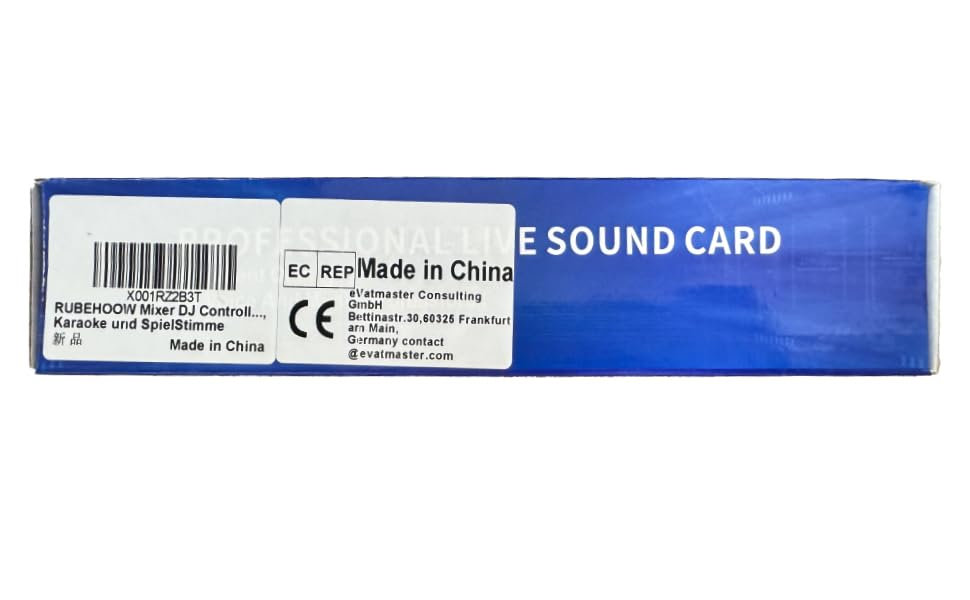 PROFESSIONAL LIVE SOUND CARD
X001RZ2B3T
RUBEHOOW Mixer DJ Controll...,
Karaoke und SpielStimme
新品
Made in China
EC REP Made in China
CE
eVatmaster Consulting
GmbH
Bettinastr.30,60325 Frankfurt
am Main,
Germany contact
@evatmaster.com